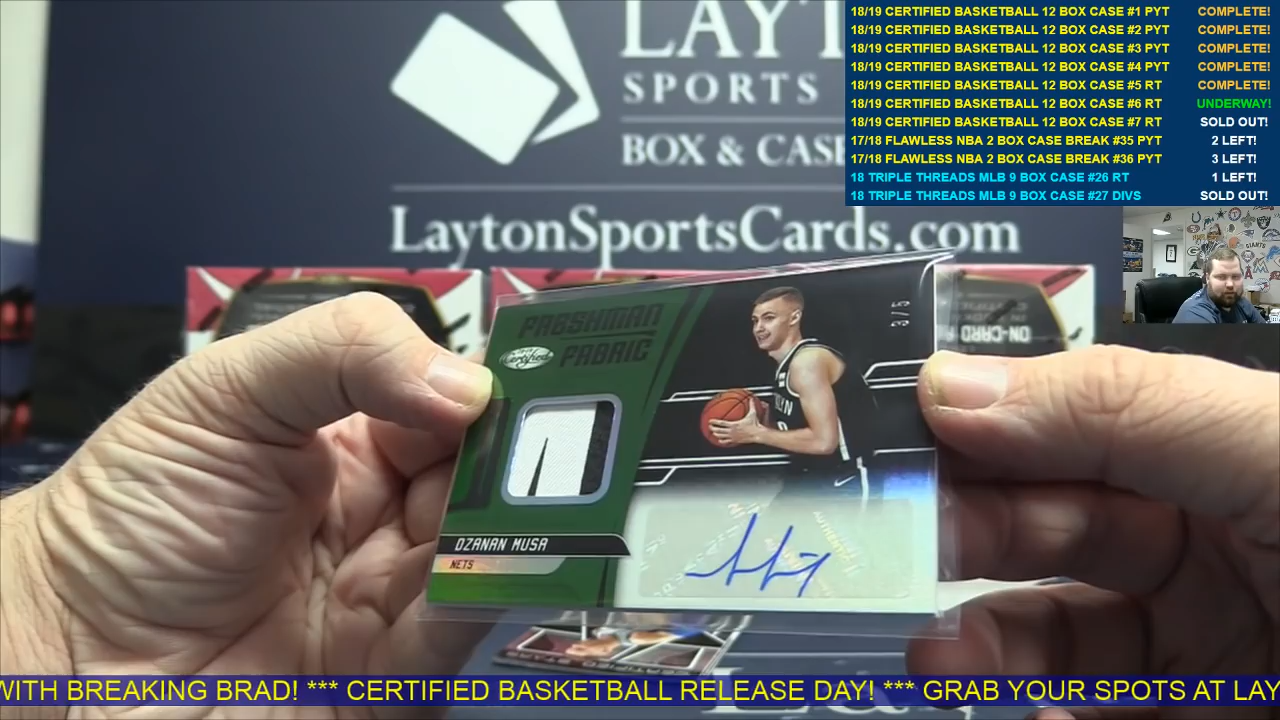 LAYT
SPORTS
BOX & CASE
LaytonSportsCards.com
18/19 CERTIFIED BASKETBALL 12 BOX CASE #1 PYT COMPLETE!
18/19 CERTIFIED BASKETBALL 12 BOX CASE #2 PYT COMPLETE!
18/19 CERTIFIED BASKETBALL 12 BOX CASE #3 PYT COMPLETE!
18/19 CERTIFIED BASKETBALL 12 BOX CASE #4 PYT COMPLETE!
18/19 CERTIFIED BASKETBALL 12 BOX CASE #5 RT COMPLETE!
18/19 CERTIFIED BASKETBALL 12 BOX CASE #6 RT UNDERWAY!
18/19 CERTIFIED BASKETBALL 12 BOX CASE #7 RT SOLD OUT!
17/18 FLAWLESS NBA 2 BOX CASE BREAK #35 PYT 2 LEFT!
17/18 FLAWLESS NBA 2 BOX CASE BREAK #36 PYT 3 LEFT!
18 TRIPLE THREADS MLB 9 BOX CASE #26 RT 1 LEFT!
18 TRIPLE THREADS MLB 9 BOX CASE #27 DIVS SOLD OUT!
FRESHMAN
FABRIC
Certified
3/5
ON-CARD
DZANAN MUSA
NETS
WITH BREAKING BRAD! *** CERTIFIED BASKETBALL RELEASE DAY! *** GRAB YOUR SPOTS AT LAY